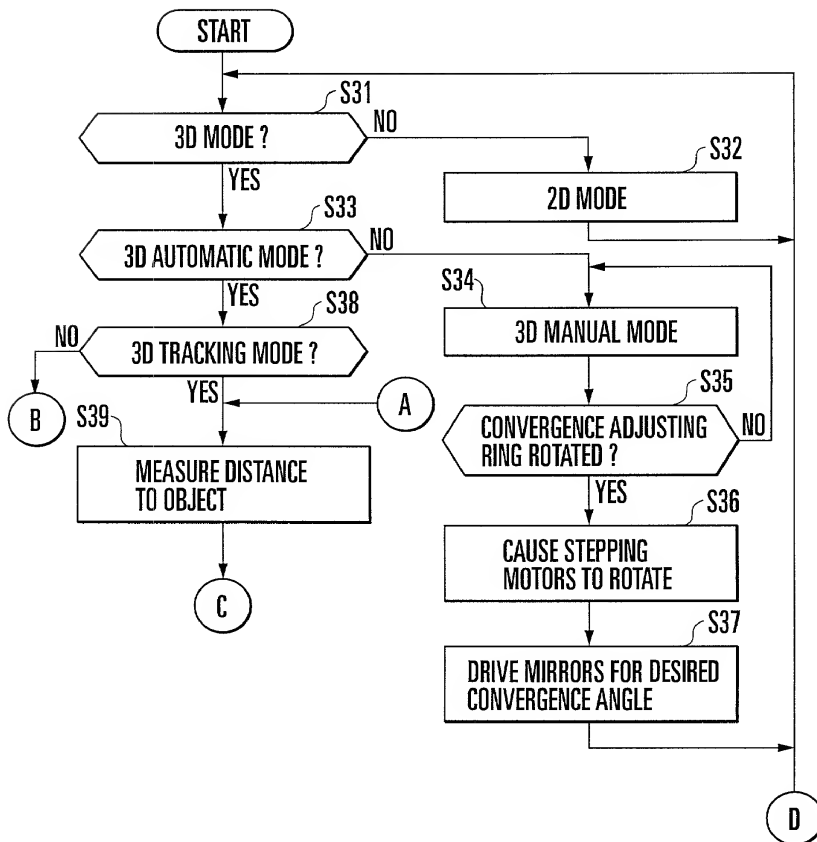 START
S31
3D MODE ?
NO
YES
S32
2D MODE
S33
3D AUTOMATIC MODE ?
NO
YES
S34
3D MANUAL MODE
S38
3D TRACKING MODE ?
NO
YES
B
A
S35
CONVERGENCE ADJUSTING
RING ROTATED ?
NO
YES
S39
MEASURE DISTANCE
TO OBJECT
C
S36
CAUSE STEPPING
MOTORS TO ROTATE
S37
DRIVE MIRRORS FOR DESIRED
CONVERGENCE ANGLE
D